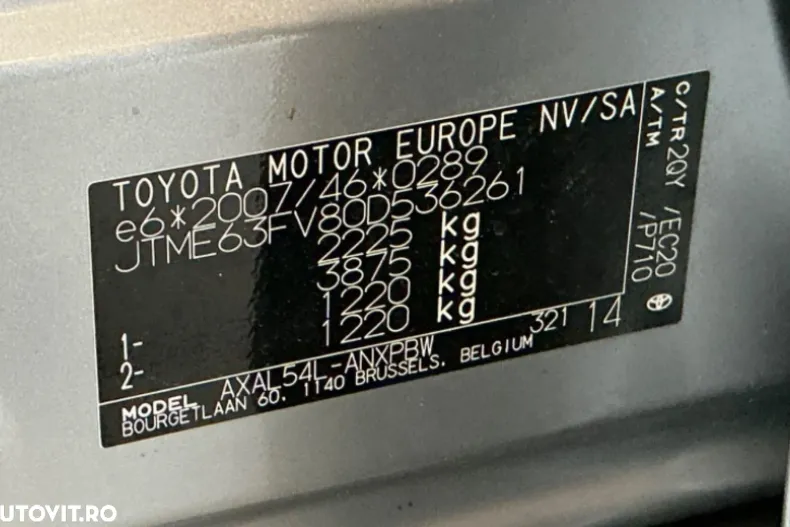 TOYOTA MOTOR EUROPE NV/SA
e6*2007/46*0289
JTME63FV80D536261
2225 kg
3875 kg
1- 1220 kg
2- 1220 kg
MODEL AXAL54L-ANXPBW 321 14
BOURGETLAAN 60, 1140 BRUSSELS, BELGIUM
C/TR 20Y /EC20
A/TM /P710
UTOVIT.RO